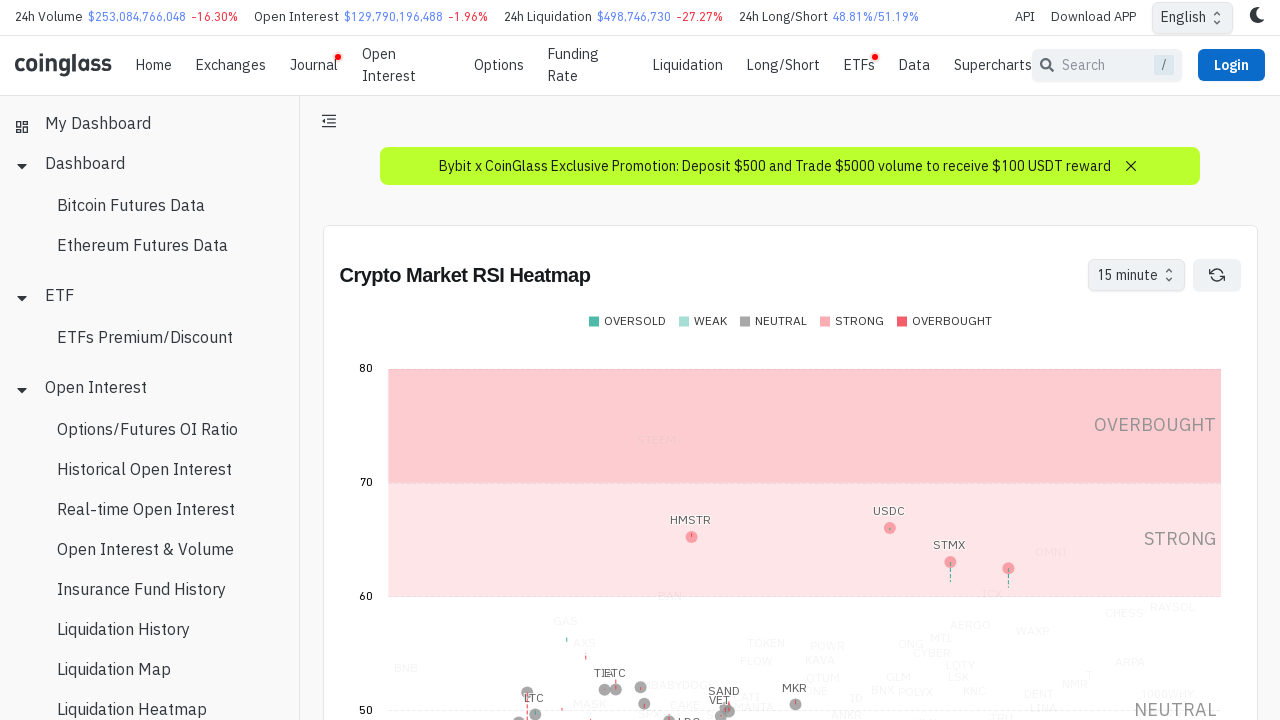 24h Volume $253,084,766,048 -16.30% Open Interest $129,790,196,488 -1.96% 24h Liquidation $498,746,730 -27.27% 24h Long/Short 48.81%/51.19% API Download APP English
coinglass Home Exchanges Journal Open Interest Options Funding Rate Liquidation Long/Short ETFs Data Supercharts Search / Login
My Dashboard
Dashboard
Bitcoin Futures Data
Ethereum Futures Data
ETF
ETFs Premium/Discount
Open Interest
Options/Futures OI Ratio
Historical Open Interest
Real-time Open Interest
Open Interest & Volume
Insurance Fund History
Liquidation History
Liquidation Map
Liquidation Heatmap
Bybit x CoinGlass Exclusive Promotion: Deposit $500 and Trade $5000 volume to receive $100 USDT reward
Crypto Market RSI Heatmap 15 minute
OVERSOLD WEAK NEUTRAL STRONG OVERBOUGHT
80
OVERBOUGHT
STEEM
70
USDC
HMSTR
STRONG
STMX
OMNI
60
BAN ICX
RAYSOL
CHESS
GAS
AERGO
WAXP
MTL
AXS TOKEN POWR ONG
CYBER
FLOW KAVA
ARPA
BNB LQTY
TIA ETC
OTUM GLM LSK T
NMR
MKR
SAND BNX POLYX KNC DENT 1000WHY
LTC VET ID
MASK CAKE LINA
50 ANKR NEUTRAL